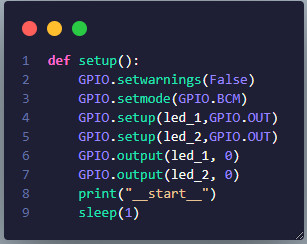 1 def setup():
2     GPIO.setwarnings(False)
3     GPIO.setmode(GPIO.BCM)
4     GPIO.setup(led_1,GPIO.OUT)
5     GPIO.setup(led_2,GPIO.OUT)
6     GPIO.output(led_1, 0)
7     GPIO.output(led_2, 0)
8     print("__start__")
9     sleep(1)